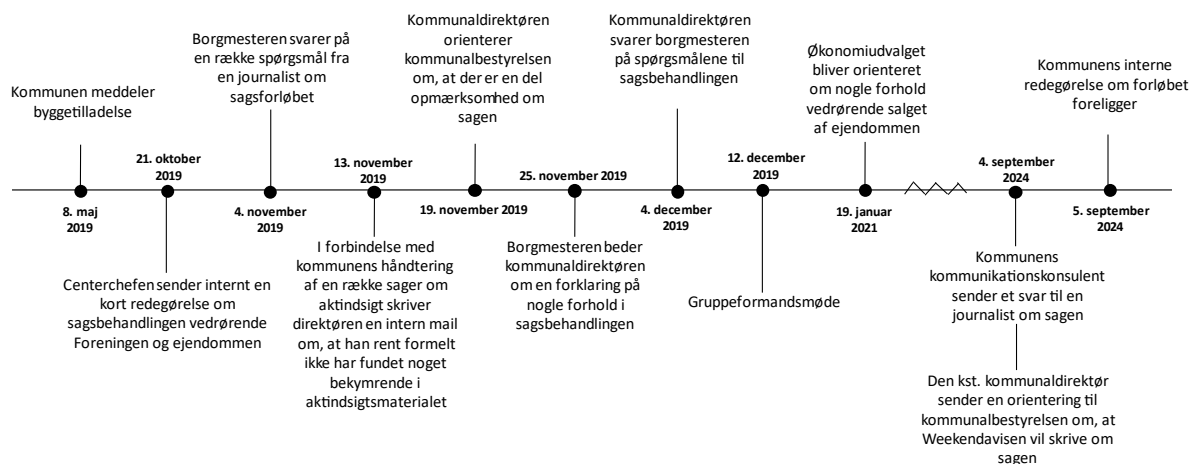 Kommunen meddeler
byggetilladelse
8. maj
2019
21. oktober
2019
Centerchefen sender internt en
kort redegørelse om
sagsbehandlingen vedrørende
Foreningen og ejendommen
Borgmesteren svarer på
en række spørgsmål fra
en journalist om
sagsforløbet
4. november
2019
13. november
2019
I forbindelse med
kommunens håndtering
af en række sager om
aktindsigt skriver
direktøren en intern mail
om, at han rent formelt
ikke har fundet noget
bekymrende i
aktindsigtsmaterialet
Kommunaldirektøren
orienterer
kommunalbestyrelsen
om, at der er en del
opmærksomhed om
sagen
19. november 2019
25. november 2019
Borgmesteren beder
kommunaldirektøren
om en forklaring på
nogle forhold i
sagsbehandlingen
Kommunaldirektøren
svarer borgmesteren
på spørgsmålene til
sagsbehandlingen
4. december
2019
12. december
2019
Gruppeformandsmøde
Økonomiudvalget
bliver orienteret
om nogle forhold
vedrørende salget
af ejendommen
19. januar
2021
4. september
2024
Kommunens
kommunikationskonsulent
sender et svar til en
journalist om sagen
Den kst. kommunaldirektør
sender en orientering til
kommunalbestyrelsen om, at
Weekendavisen vil skrive om
sagen
Kommunens interne
redegørelse om forløbet
foreligger
5. september
2024